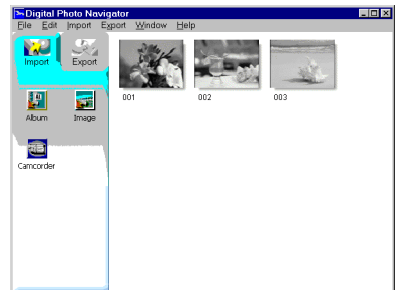 Digital Photo Navigator
File Edit Import Export Window Help
Import Export
001 002 003
Album Image
Camcorder